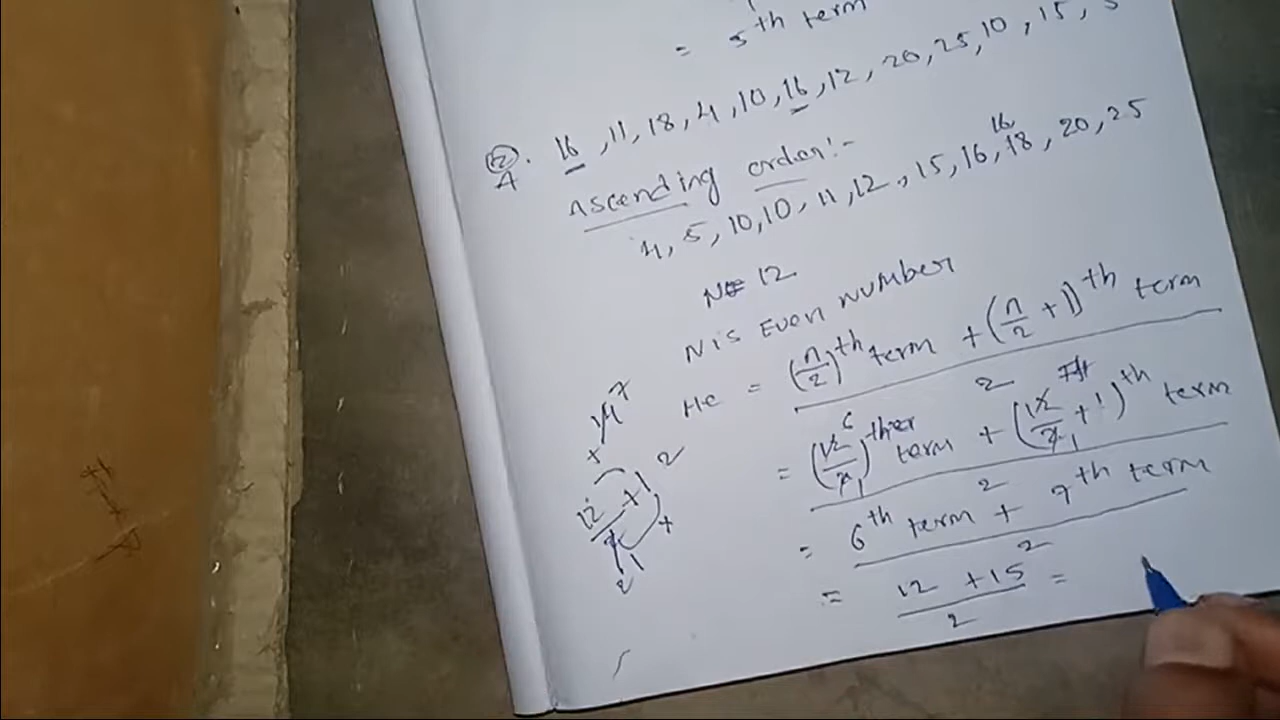 = 5th term
② 16, 11, 18, 4, 10, 16, 12, 20, 25, 10, 15, 5
A
Ascending order:-
16
4, 5, 10, 10, 11, 12, 15, 16, 18, 20, 25
N= 12
N is Even number
Me = (n/2)th term + (n/2 + 1)th term
2
= (12/2)th term + (12/2 + 1)th term
2
= 6th term + 7th term
2
= 12 + 15 =
2
12 + 1